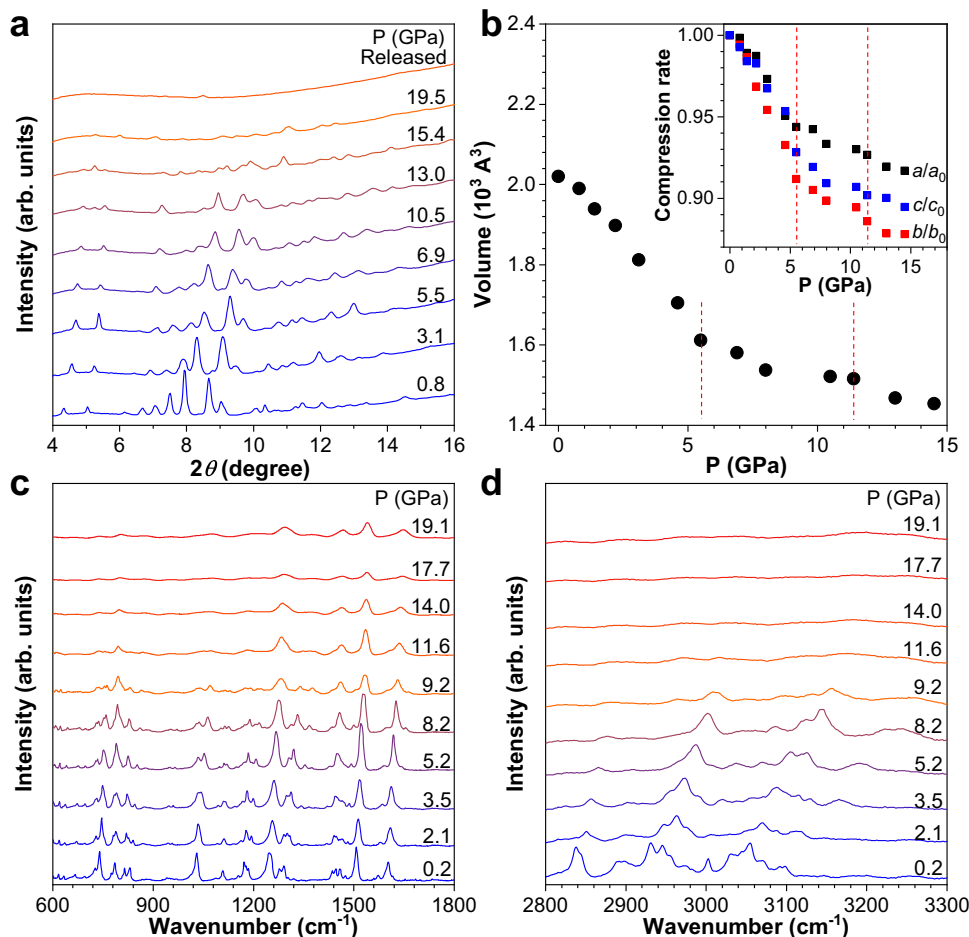 a
P (GPa)
Released
19.5
15.4
13.0
10.5
6.9
5.5
3.1
0.8
Intensity (arb. units)
4 6 8 10 12 14 16
2θ (degree)
b
2.4
2.2
2.0
1.8
1.6
1.4
Volume (10³ A³)
0 5 10 15
P (GPa)
1.00
0.95
0.90
Compression rate
a/a₀
c/c₀
b/b₀
0 5 10 15
P (GPa)
c
P (GPa)
19.1
17.7
14.0
11.6
9.2
8.2
5.2
3.5
2.1
0.2
Intensity (arb. units)
600 900 1200 1500 1800
Wavenumber (cm⁻¹)
d
P (GPa)
19.1
17.7
14.0
11.6
9.2
8.2
5.2
3.5
2.1
0.2
Intensity (arb. units)
2800 2900 3000 3100 3200 3300
Wavenumber (cm⁻¹)